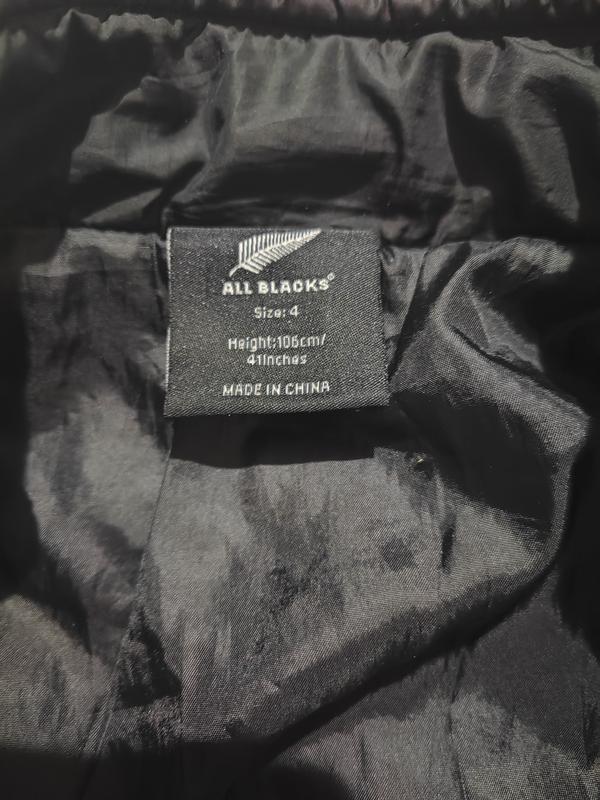 ALL BLACKS®
Size: 4
Height:106cm/
41Inches
MADE IN CHINA